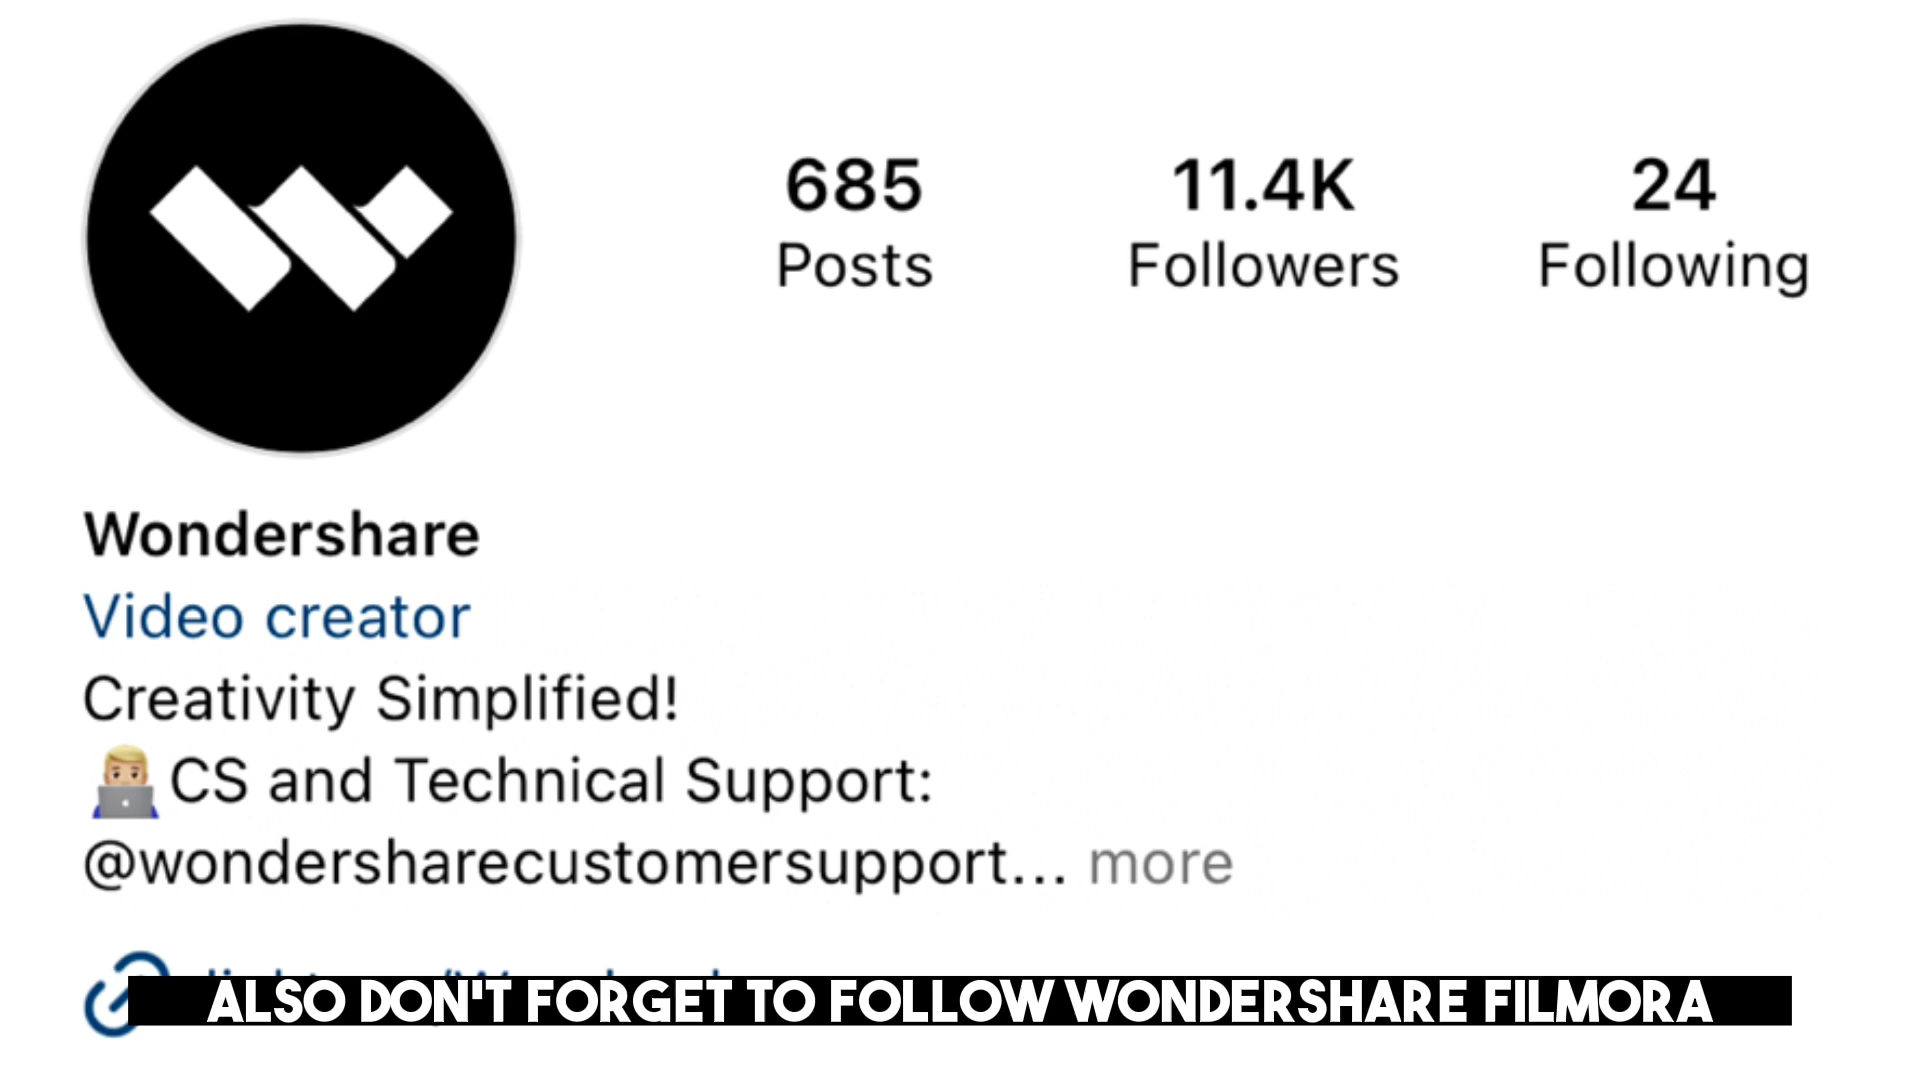 685 11.4K 24
Posts Followers Following
Wondershare
Video creator
Creativity Simplified!
CS and Technical Support:
@wondersharecustomersupport... more
ALSO DON'T FORGET TO FOLLOW WONDERSHARE FILMORA